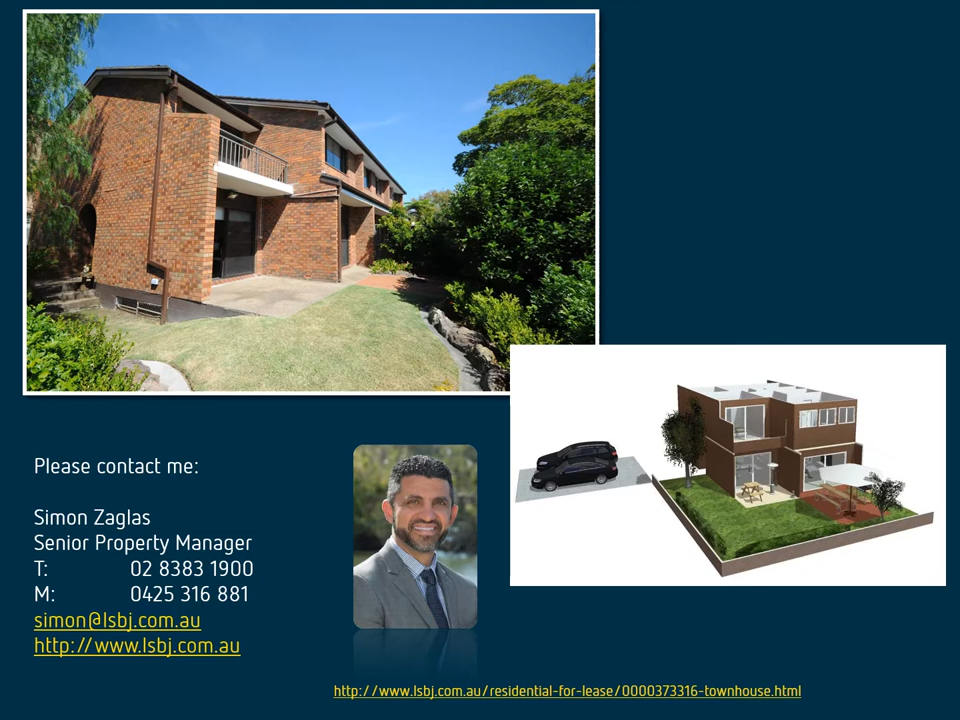 Please contact me:
Simon Zaglas
Senior Property Manager
T: 02 8383 1900
M: 0425 316 881
simon@lsbj.com.au
http://www.lsbj.com.au
http://www.lsbj.com.au/residential-for-lease/0000373316-townhouse.html